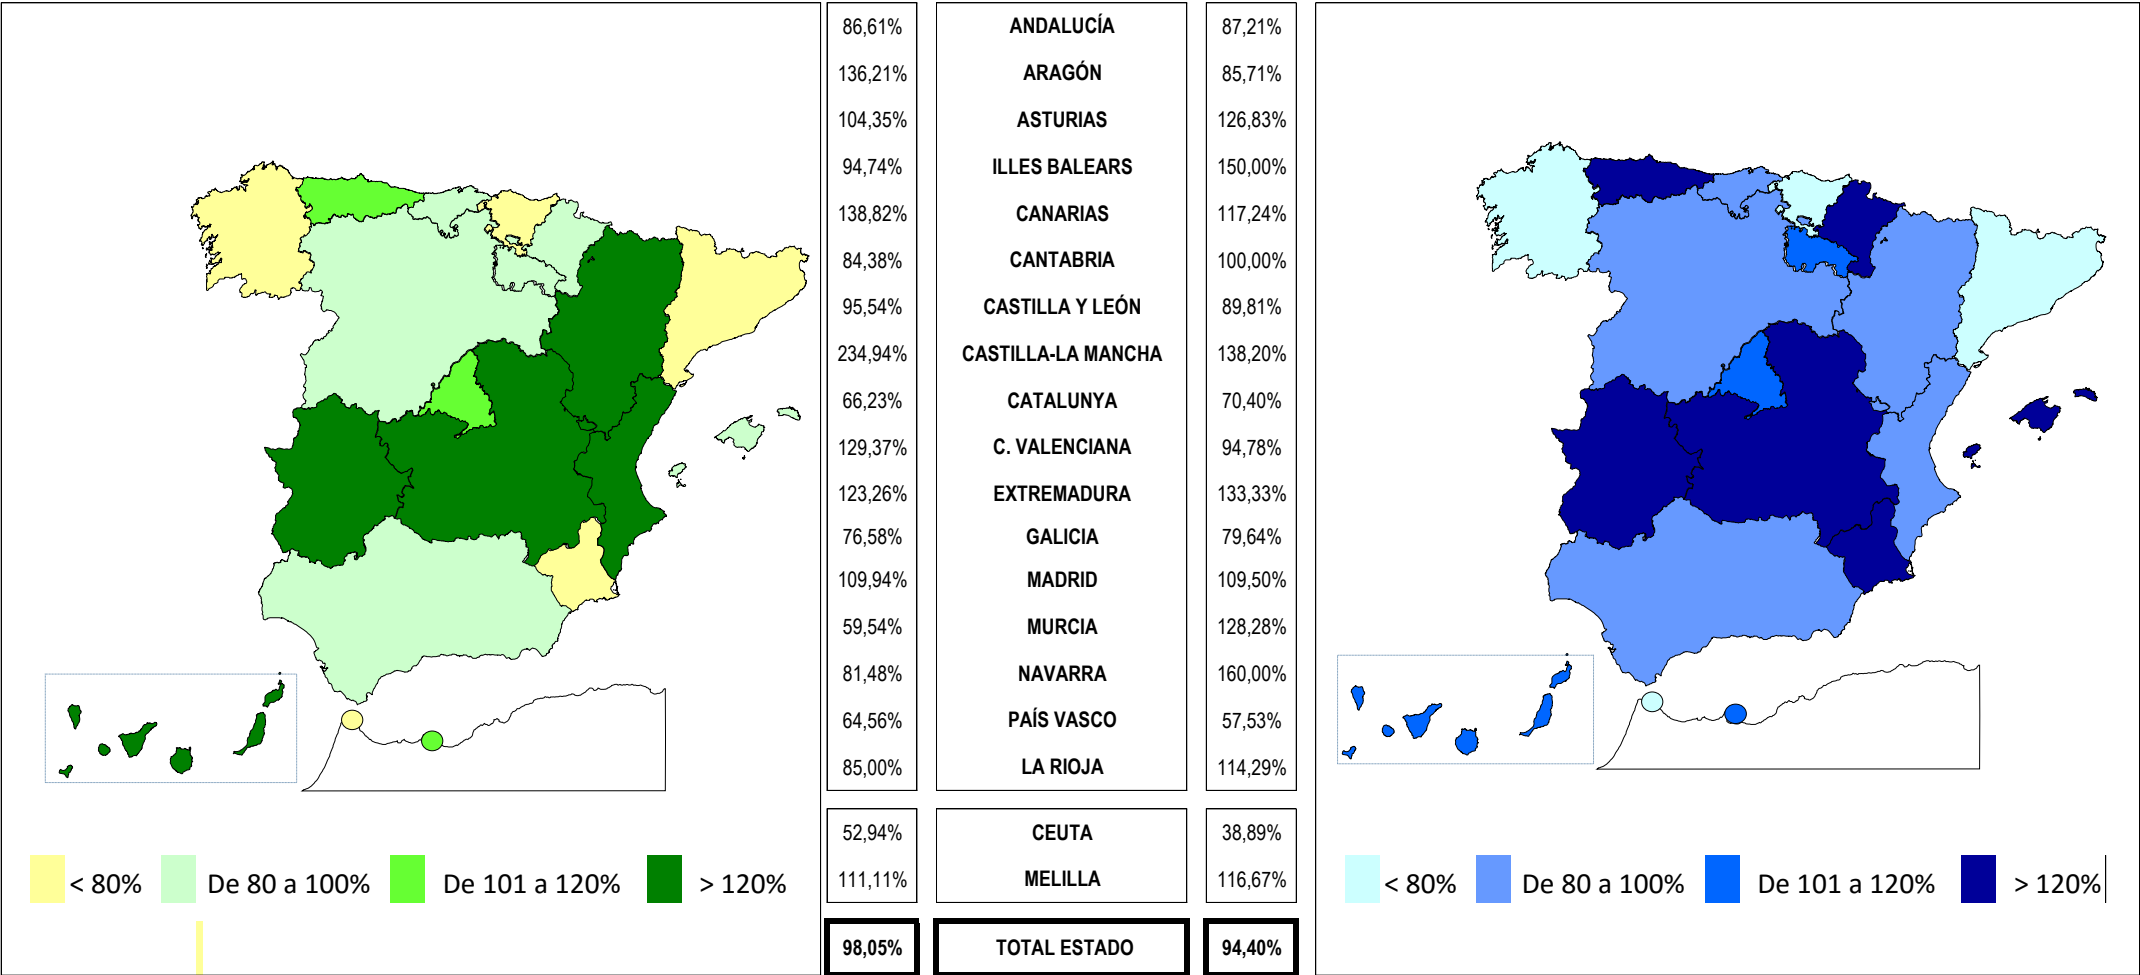 86,61% ANDALUCÍA 87,21%
136,21% ARAGÓN 85,71%
104,35% ASTURIAS 126,83%
94,74% ILLES BALEARS 150,00%
138,82% CANARIAS 117,24%
84,38% CANTABRIA 100,00%
95,54% CASTILLA Y LEÓN 89,81%
234,94% CASTILLA-LA MANCHA 138,20%
66,23% CATALUNYA 70,40%
129,37% C. VALENCIANA 94,78%
123,26% EXTREMADURA 133,33%
76,58% GALICIA 79,64%
109,94% MADRID 109,50%
59,54% MURCIA 128,28%
81,48% NAVARRA 160,00%
64,56% PAÍS VASCO 57,53%
85,00% LA RIOJA 114,29%
52,94% CEUTA 38,89%
111,11% MELILLA 116,67%
98,05% TOTAL ESTADO 94,40%
< 80% De 80 a 100% De 101 a 120% > 120%
< 80% De 80 a 100% De 101 a 120% > 120%